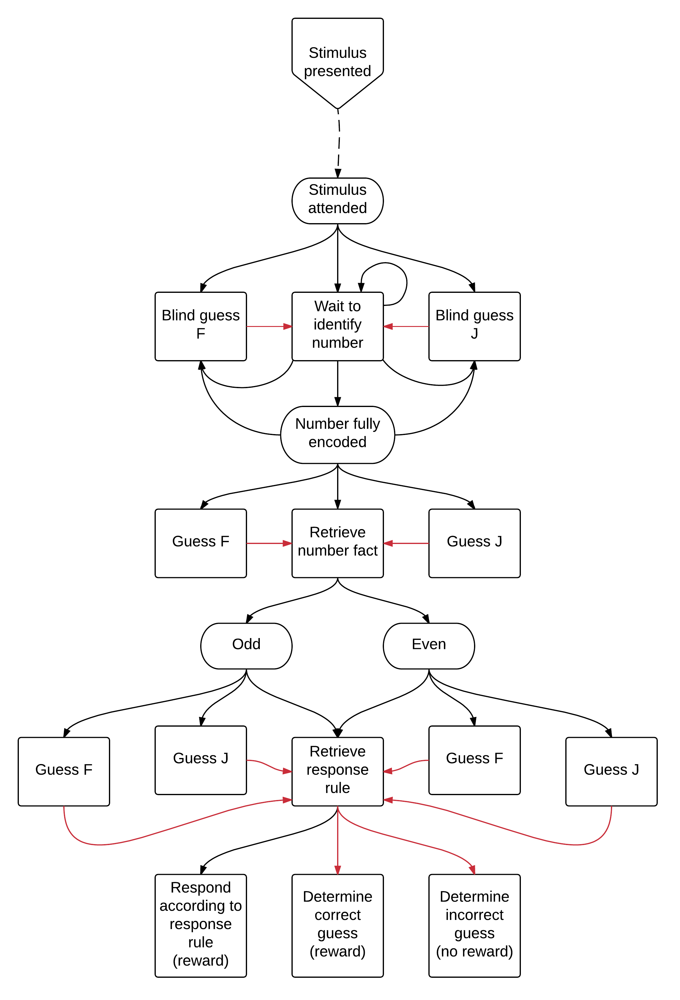 Stimulus
presented
Stimulus
attended
Blind guess
F
Wait to
identify
number
Blind guess
J
Number fully
encoded
Guess F
Retrieve
number fact
Guess J
Odd
Even
Guess F
Guess J
Retrieve
response
rule
Guess F
Guess J
Respond
according to
response
rule
(reward)
Determine
correct
guess
(reward)
Determine
incorrect
guess
(no reward)